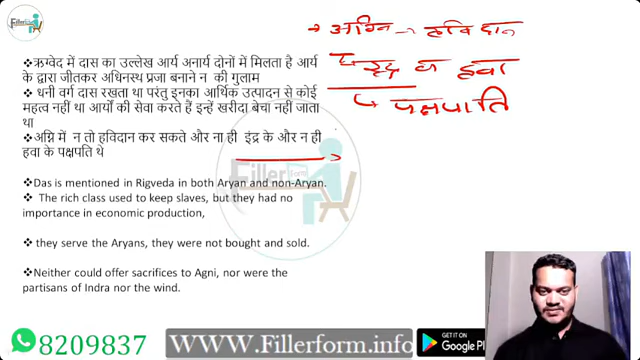 Fillerform
→ अग्नि → हविदान
↳ इंद्र व हवा
↳ पक्षपाति
❖ ऋग्वेद में दास का उल्लेख आर्य अनार्य दोनों में मिलता है आर्य
के द्वारा जीतकर अधिनस्थ प्रजा बनाने न की गुलाम
❖ धनी वर्ग दास रखता था परंतु इनका आर्थिक उत्पादन से कोई
महत्व नहीं था आर्यों की सेवा करते हैं इन्हें खरीदा बेचा नहीं जाता
था
❖ अग्नि में न तो हविदान कर सकते और ना ही इंद्र के और न ही
हवा के पक्षपति थे
❖ Das is mentioned in Rigveda in both Aryan and non-Aryan.
❖ The rich class used to keep slaves, but they had no
importance in economic production,
❖ they serve the Aryans, they were not bought and sold.
❖ Neither could offer sacrifices to Agni, nor were the
partisans of Indra nor the wind.
8209837
www.Fillerform.info
GET IT ON
Google Pl